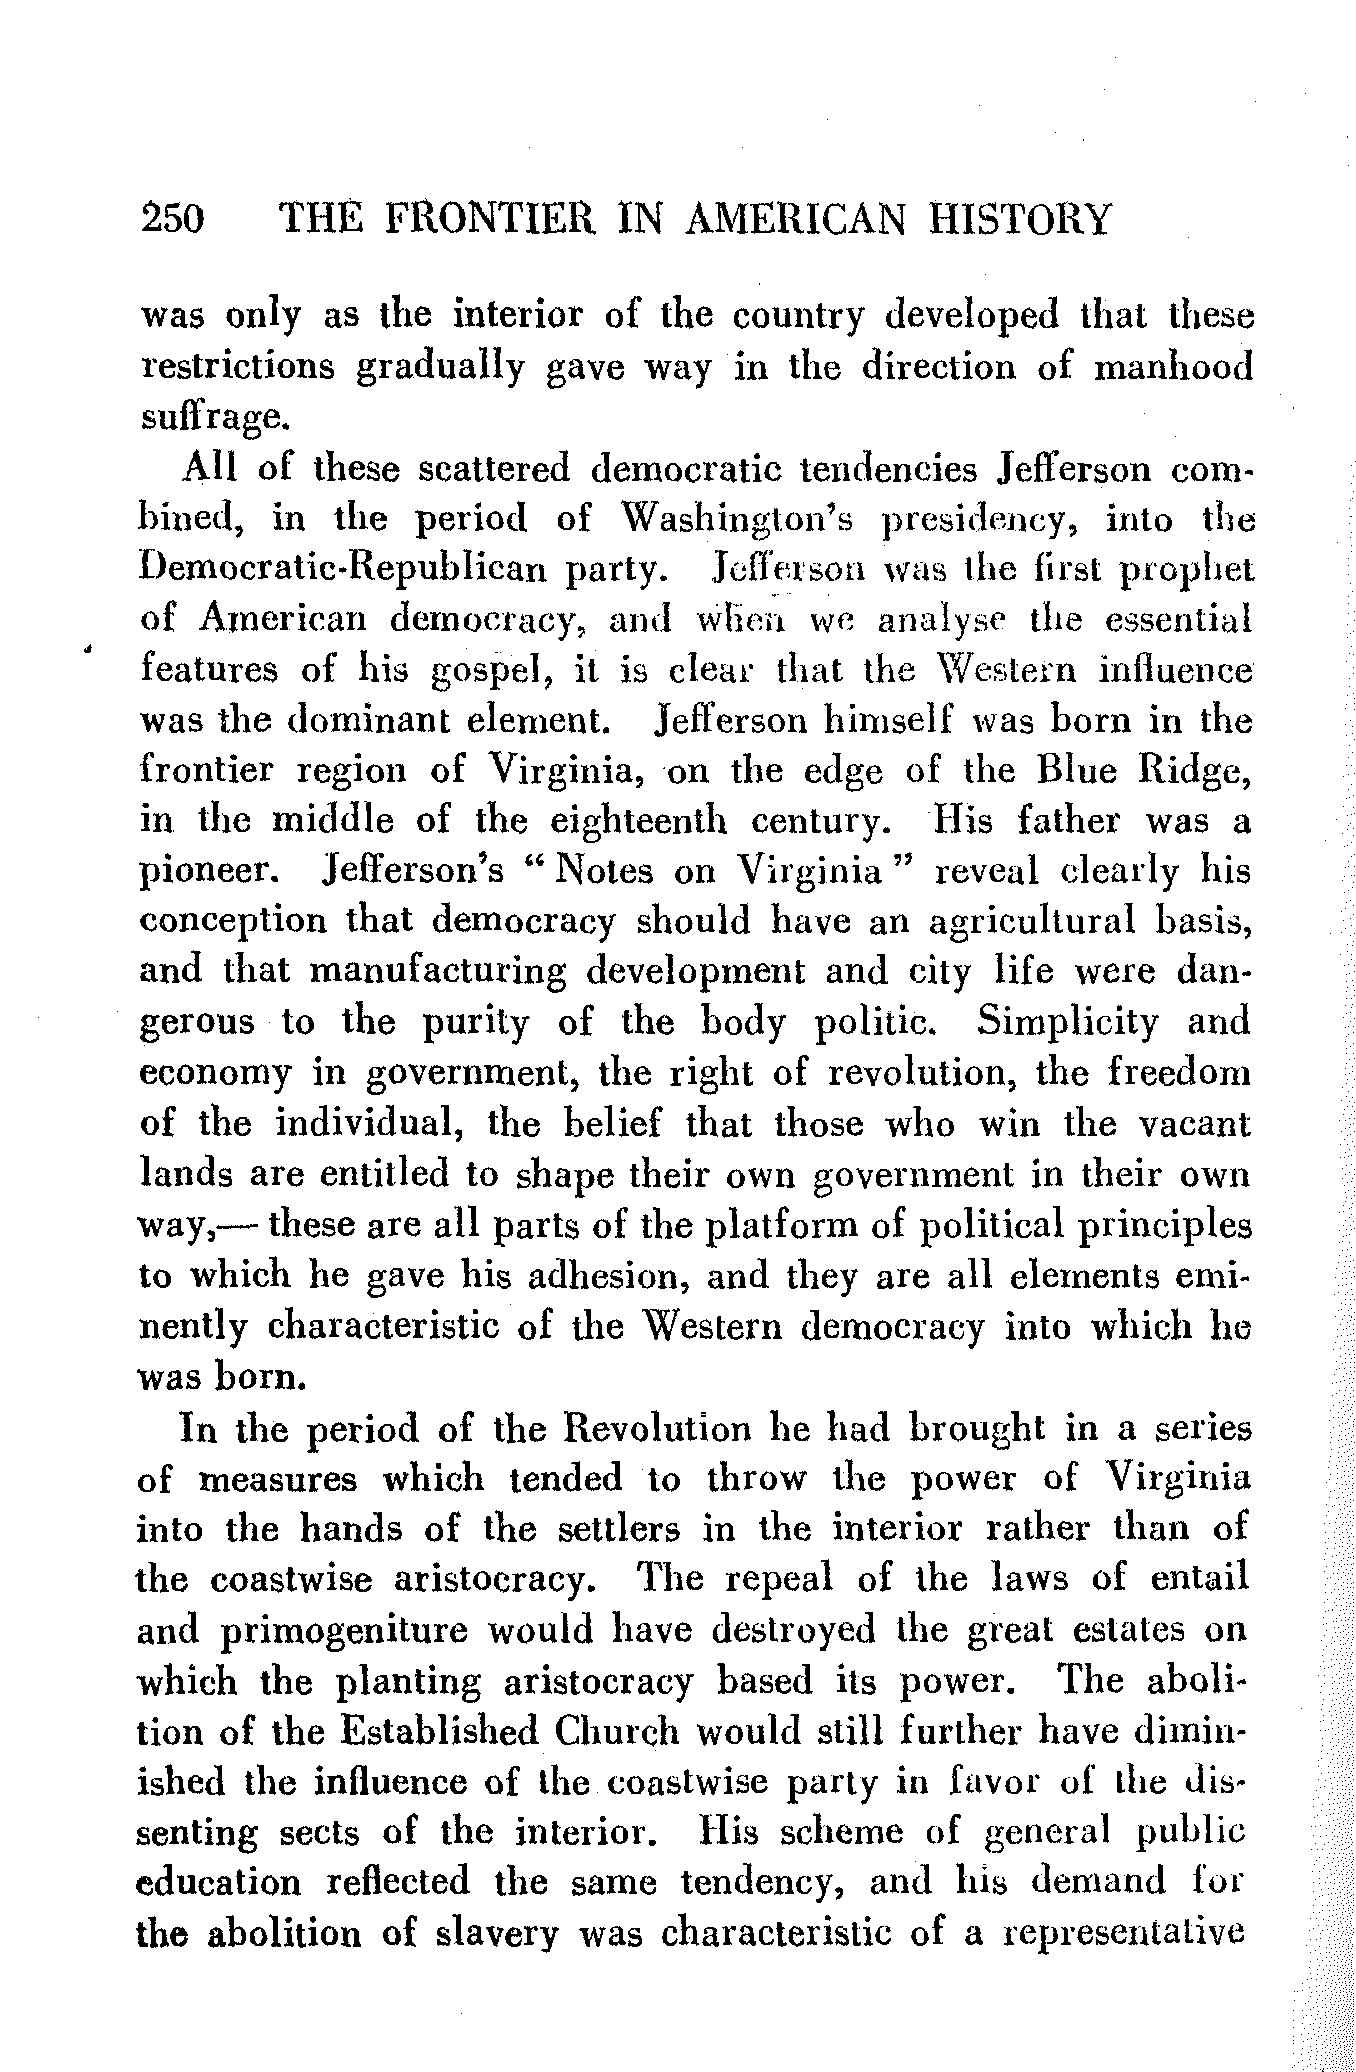 250 THE FRONTIER IN AMERICAN HISTORY
was only as the interior of the country developed that these
restrictions gradually gave way in the direction of manhood
suffrage.
All of these scattered democratic tendencies Jefferson com-
bined, in the period of Washington's presidency, into the
Democratic-Republican party. Jefferson was the first prophet
of American democracy, and when we analyse the essential
features of his gospel, it is clear that the Western influence
was the dominant element. Jefferson himself was born in the
frontier region of Virginia, on the edge of the Blue Ridge,
in the middle of the eighteenth century. His father was a
pioneer. Jefferson's " Notes on Virginia " reveal clearly his
conception that democracy should have an agricultural basis,
and that manufacturing development and city life were dan-
gerous to the purity of the body politic. Simplicity and
economy in government, the right of revolution, the freedom
of the individual, the belief that those who win the vacant
lands are entitled to shape their own government in their own
way,— these are all parts of the platform of political principles
to which he gave his adhesion, and they are all elements emi-
nently characteristic of the Western democracy into which he
was born.
In the period of the Revolution he had brought in a series
of measures which tended to throw the power of Virginia
into the hands of the settlers in the interior rather than of
the coastwise aristocracy. The repeal of the laws of entail
and primogeniture would have destroyed the great estates on
which the planting aristocracy based its power. The aboli-
tion of the Established Church would still further have dimin-
ished the influence of the coastwise party in favor of the dis-
senting sects of the interior. His scheme of general public
education reflected the same tendency, and his demand for
the abolition of slavery was characteristic of a representative